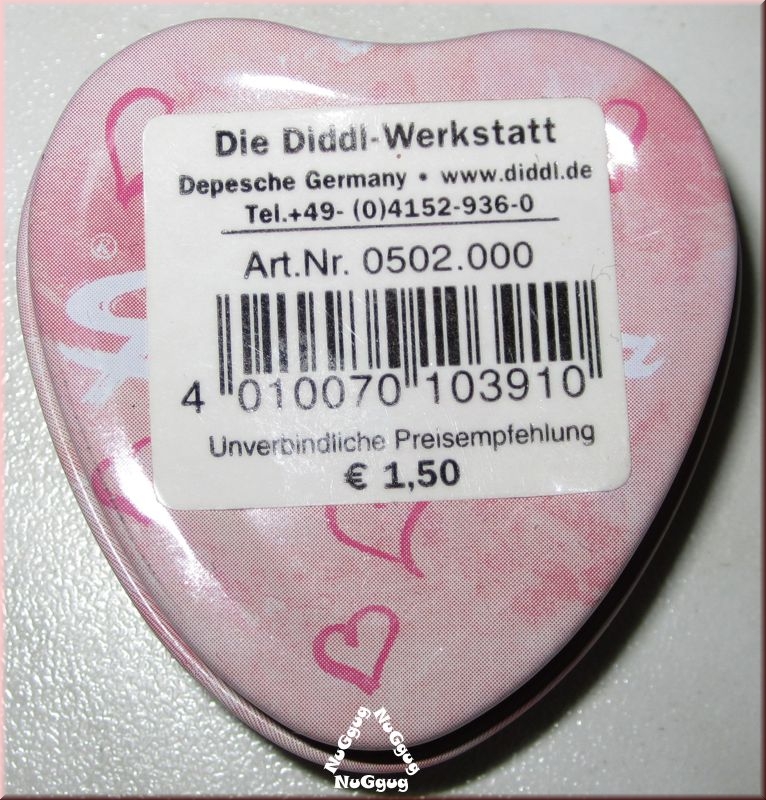 Die Diddl-Werkstatt
Depesche Germany • www.diddl.de
Tel.+49- (0)4152-936-0
Art.Nr. 0502.000
4 010070 103910
Unverbindliche Preisempfehlung
€ 1,50
®
NuGgug
NuGgug
NuGgug